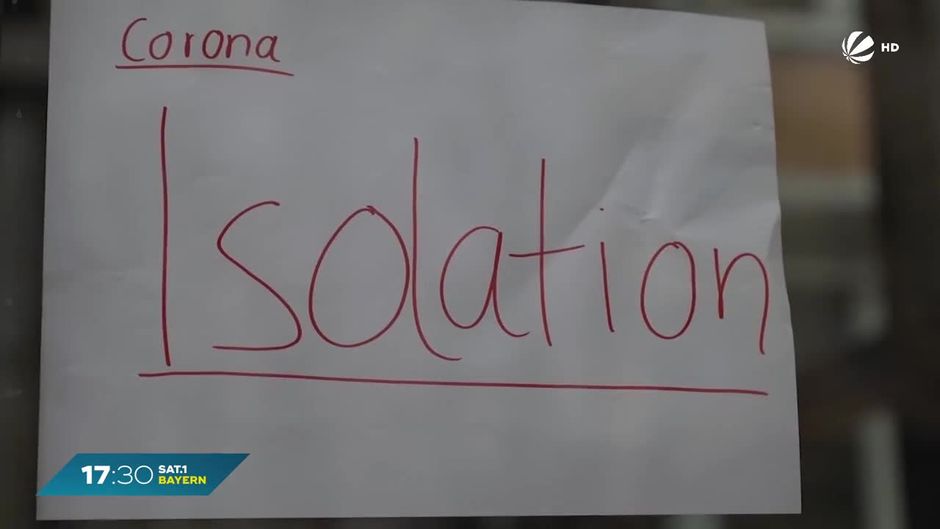 Corona
HD
Isolation
17:30 SAT.1
BAYERN